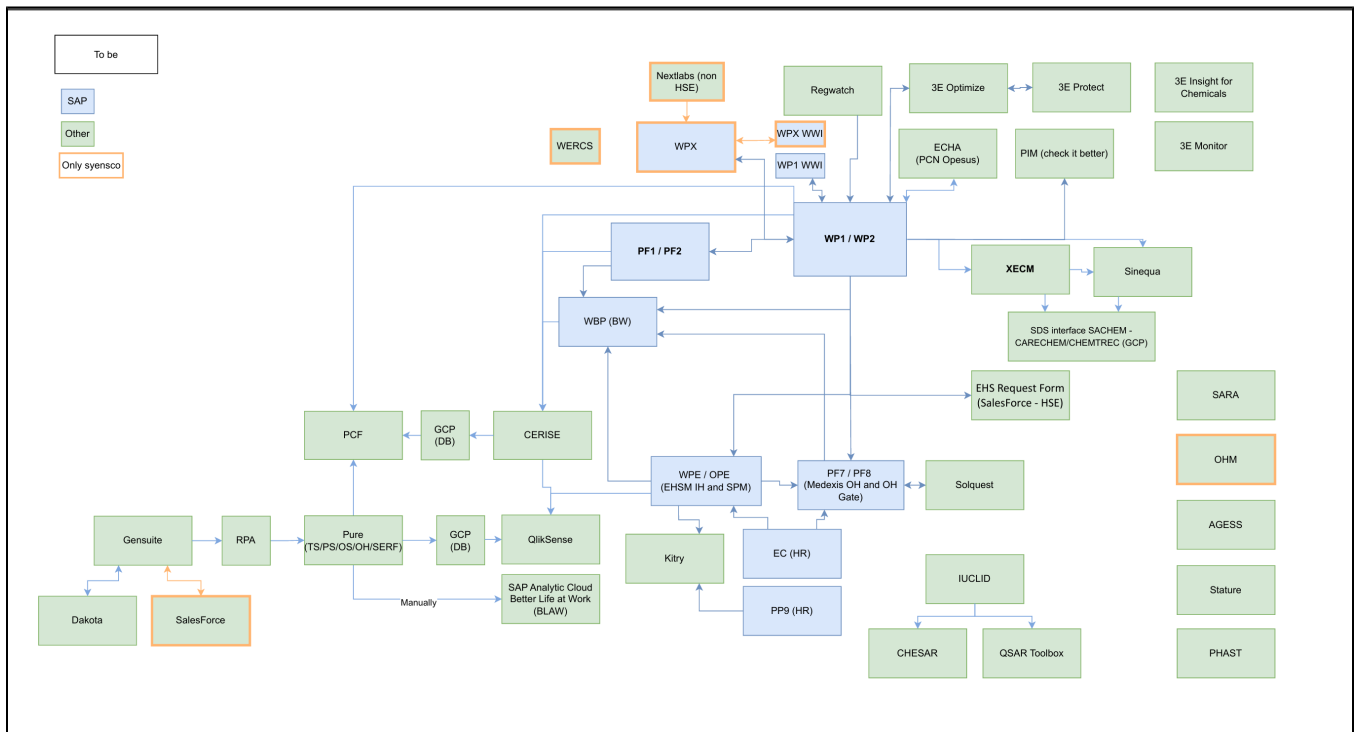 To be
SAP
Other
Only syensco
Nextlabs (non
HSE)
WERCS
WPX
WPX WWI
WP1 WWI
Regwatch
3E Optimize
3E Protect
3E Insight for
Chemicals
ECHA
(PCN Opesus)
PIM (check it better)
3E Monitor
PF1 / PF2
WP1 / WP2
XECM
Sinequa
WBP (BW)
SDS interface SACHEM -
CARECHEM/CHEMTREC (GCP)
EHS Request Form
(SalesForce - HSE)
SARA
PCF
GCP
(DB)
CERISE
OHM
WPE / OPE
(EHSM IH and SPM)
PF7 / PF8
(Medexis OH and OH
Gate)
Solquest
Gensuite
RPA
Pure
(TS/PS/OS/OH/SERF)
GCP
(DB)
QlikSense
Kitry
EC (HR)
AGESS
IUCLID
Stature
SAP Analytic Cloud
Better Life at Work
(BLAW)
Manually
PP9 (HR)
Dakota
SalesForce
CHESAR
QSAR Toolbox
PHAST